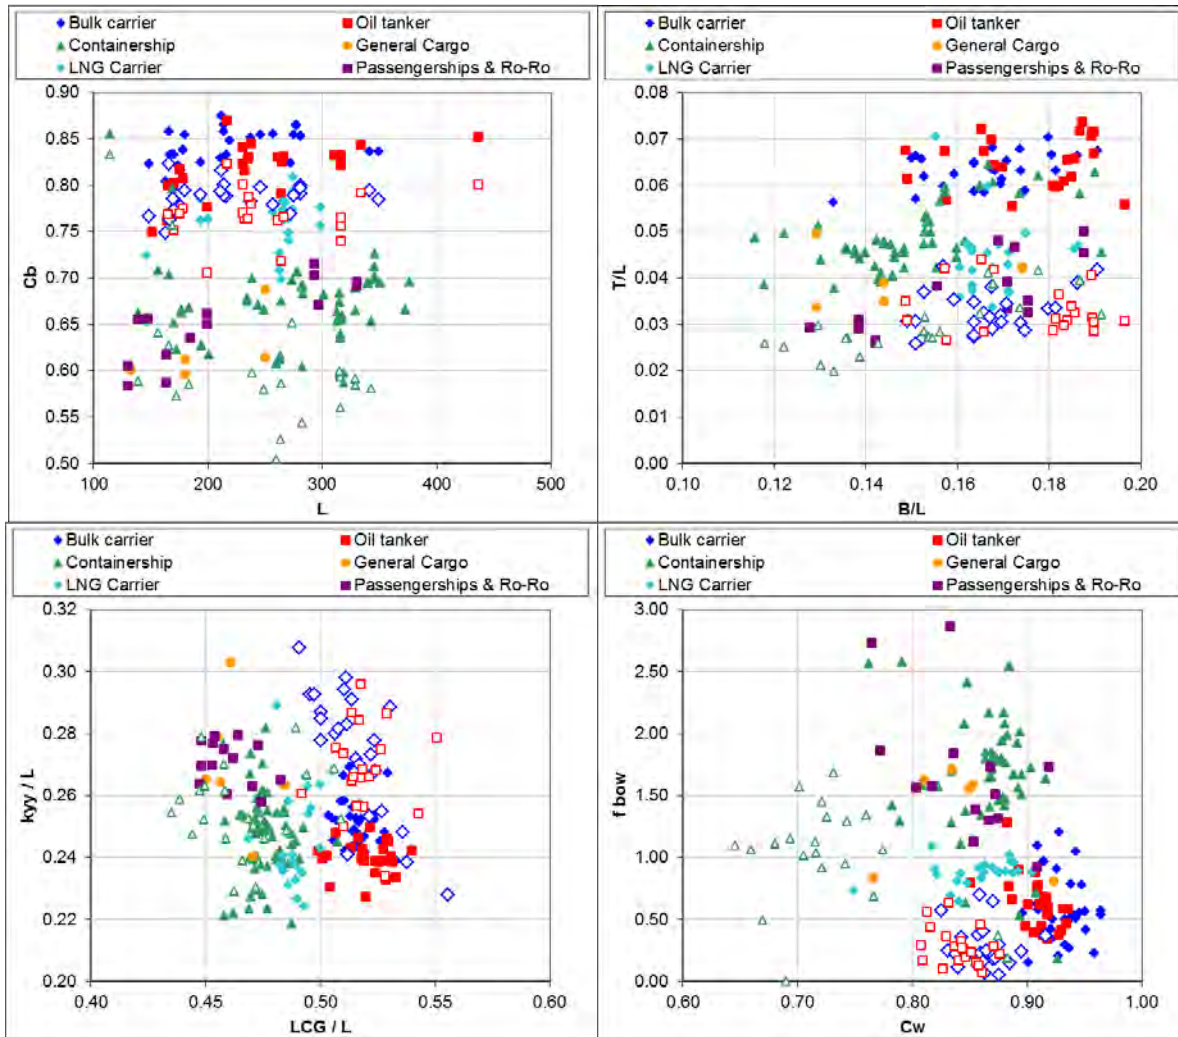 Bulk carrier Oil tanker
Containership General Cargo
LNG Carrier Passengerships & Ro-Ro
0.90
0.85
0.80
0.75
0.70
0.65
0.60
0.55
0.50
Cb
100 200 300 400 500
L
Bulk carrier Oil tanker
Containership General Cargo
LNG Carrier Passengerships & Ro-Ro
0.08
0.07
0.06
0.05
0.04
0.03
0.02
0.01
0.00
T/L
0.10 0.12 0.14 0.16 0.18 0.20
B/L
Bulk carrier Oil tanker
Containership General Cargo
LNG Carrier Passengerships & Ro-Ro
0.32
0.30
0.28
0.26
0.24
0.22
0.20
kyy / L
0.40 0.45 0.50 0.55 0.60
LCG / L
Bulk carrier Oil tanker
Containership General Cargo
LNG Carrier Passengerships & Ro-Ro
3.00
2.50
2.00
1.50
1.00
0.50
0.00
f bow
0.60 0.70 0.80 0.90 1.00
Cw